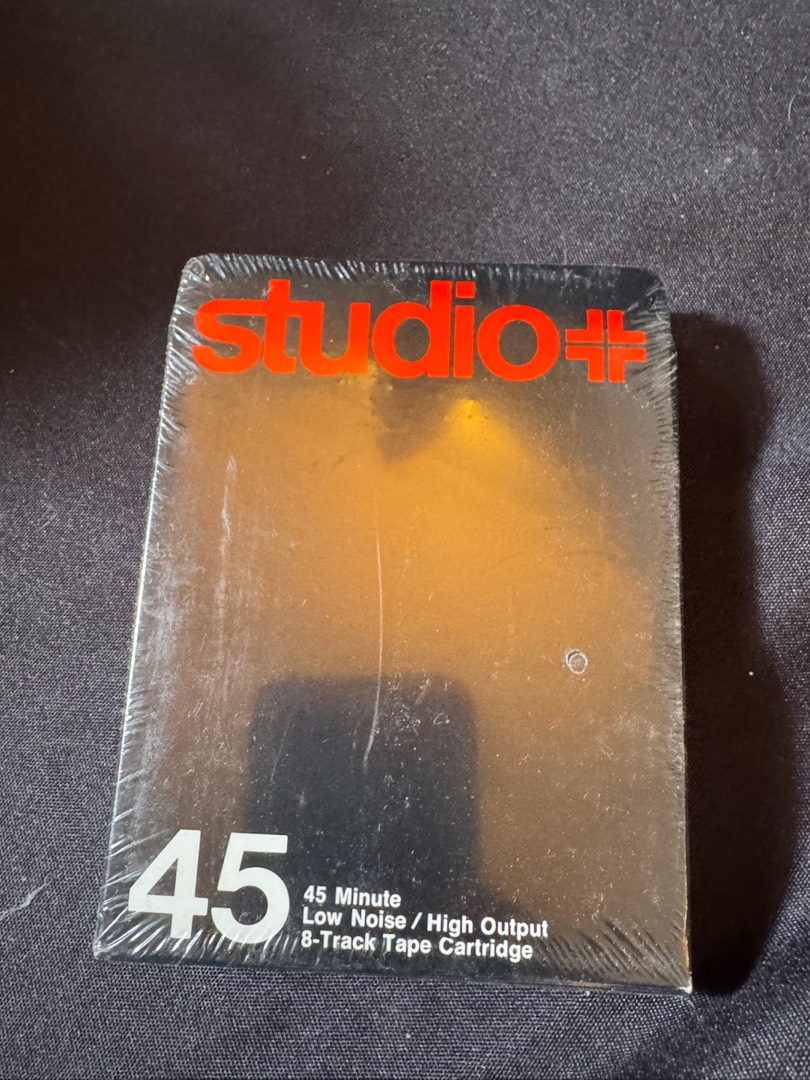 studio+
45
45 Minute
Low Noise / High Output
8-Track Tape Cartridge